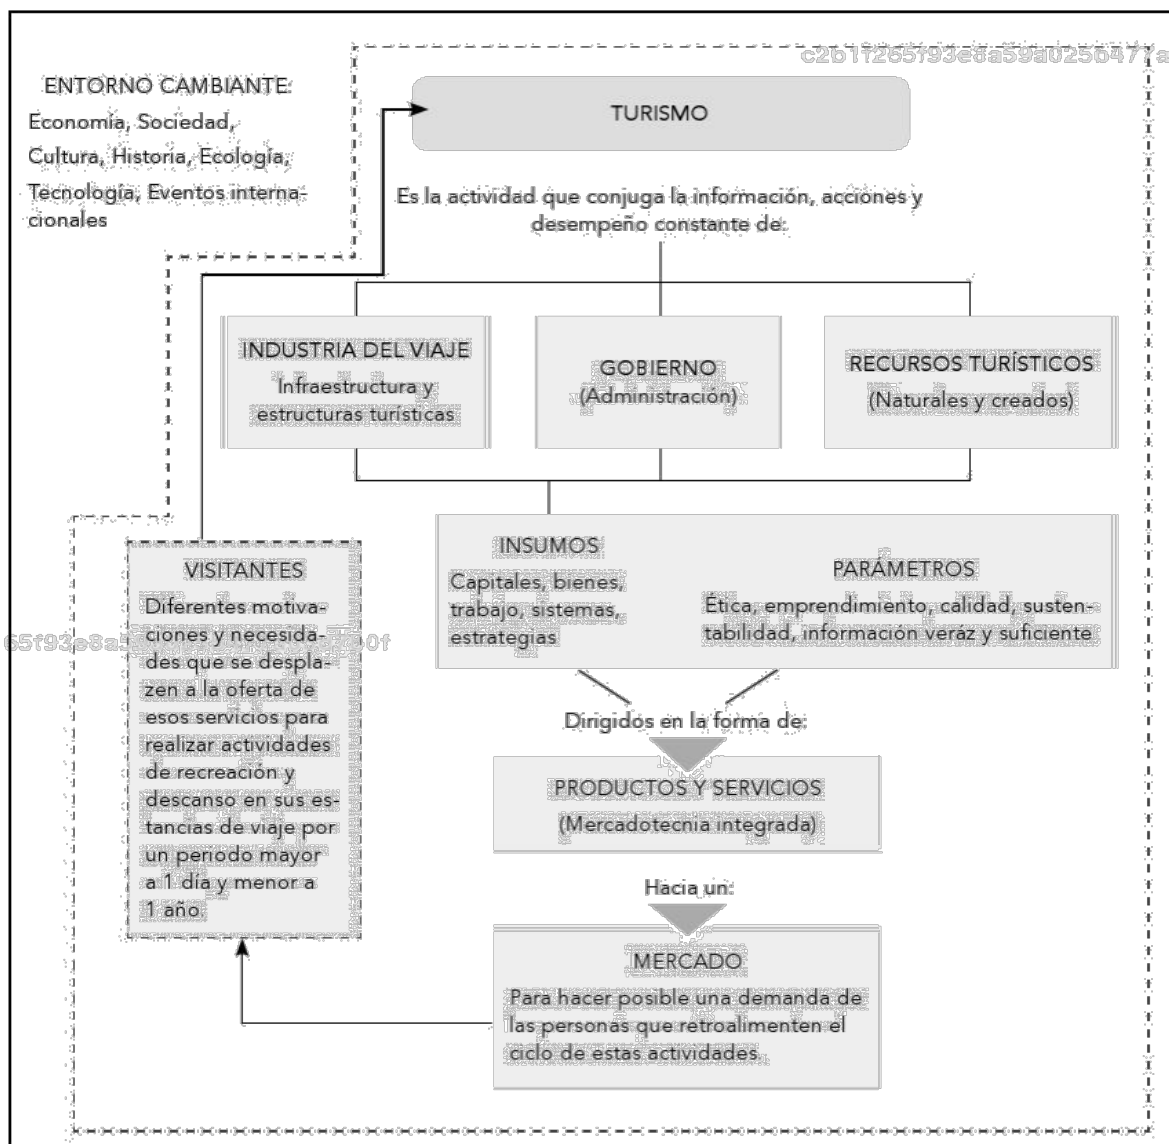 c2b1f265f93e8a59a025b477a
ENTORNO CAMBIANTE:
Economía, Sociedad,
Cultura, Historia, Ecología,
Tecnología, Eventos interna-
cionales
TURISMO
Es la actividad que conjuga la información, acciones y
desempeño constante de:
INDUSTRIA DEL VIAJE
Infraestructura y
estructuras turísticas
GOBIERNO
(Administración)
RECURSOS TURÍSTICOS
(Naturales y creados)
INSUMOS
Capitales, bienes,
trabajo, sistemas,
estrategias
PARÁMETROS
Ética, emprendimiento, calidad, susten-
tabilidad, información veráz y suficiente
VISITANTES
Diferentes motiva-
ciones y necesida-
des que se despla-
zen a la oferta de
esos servicios para
realizar actividades
de recreación y
descanso en sus es-
tancias de viaje por
un periodo mayor
a 1 día y menor a
1 año
Dirigidos en la forma de:
PRODUCTOS Y SERVICIOS
(Mercadotecnia integrada)
Hacia un:
MERCADO
Para hacer posible una demanda de
las personas que retroalimenten el
ciclo de estas actividades.